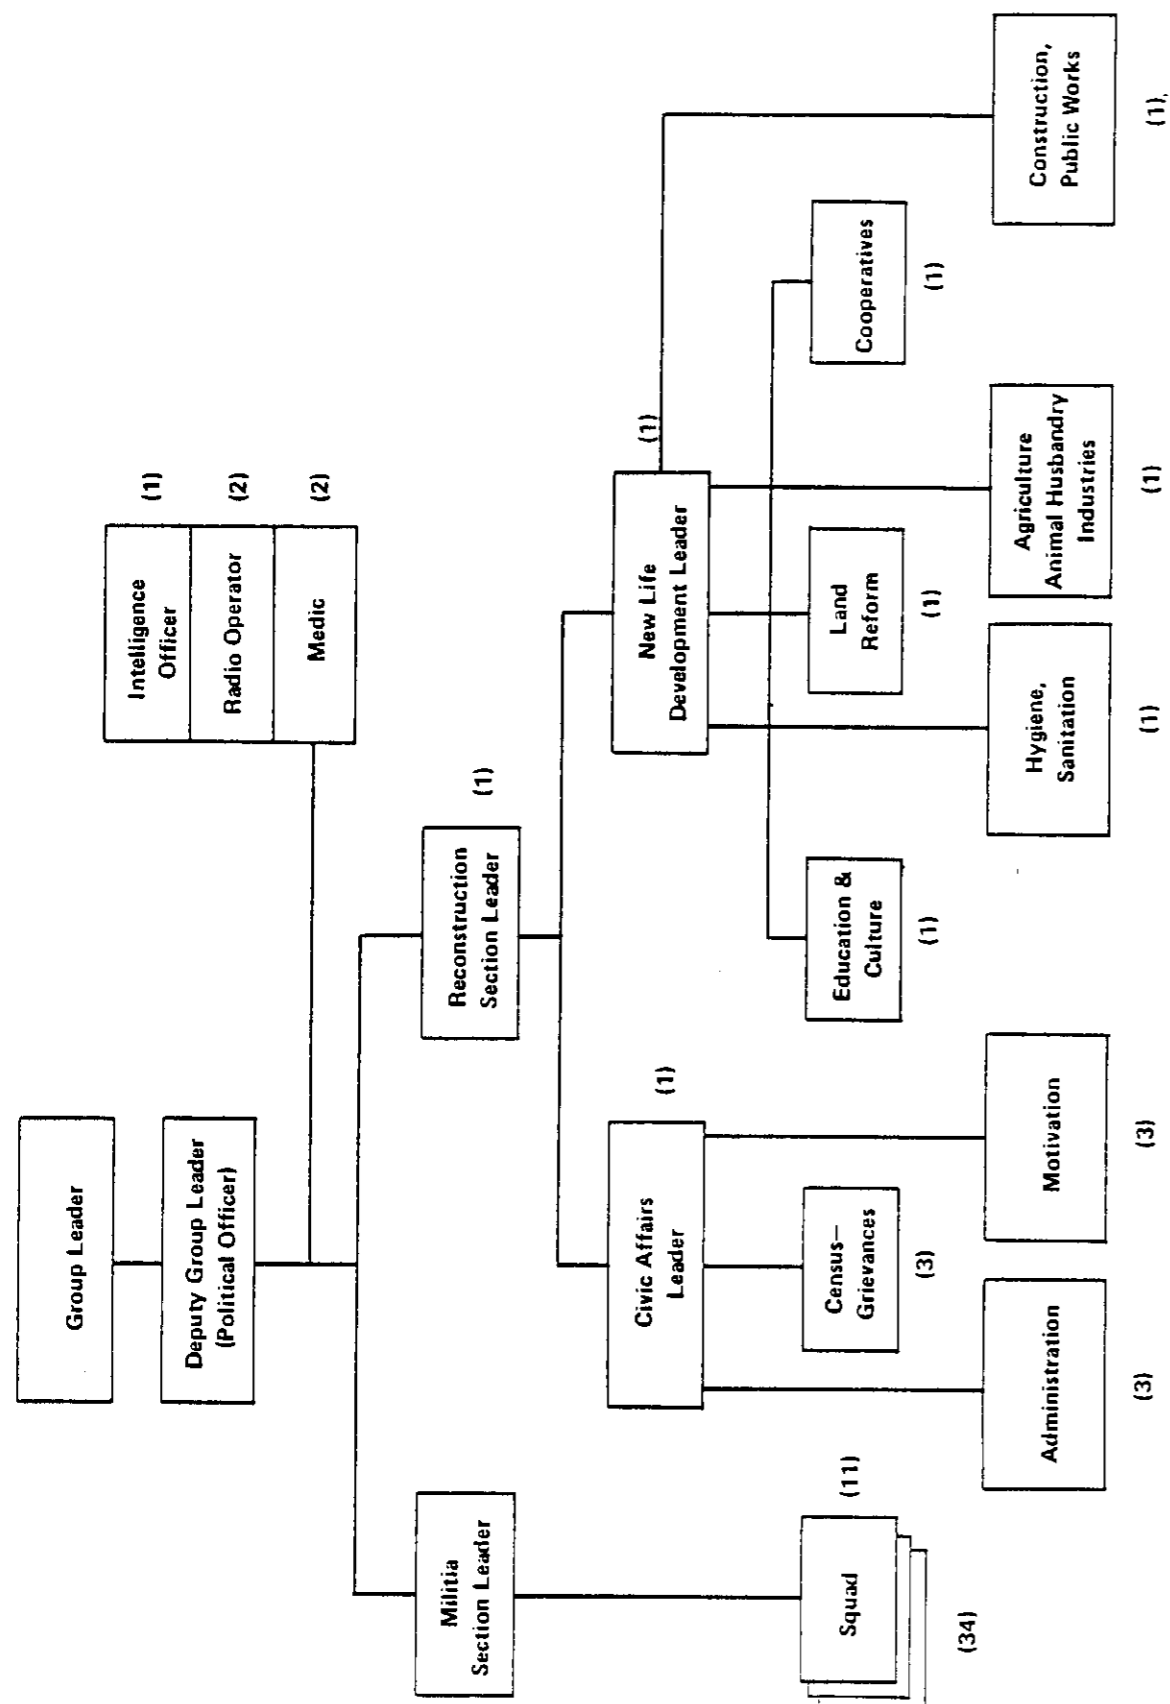 Group Leader
Deputy Group Leader
(Political Officer)
Intelligence
Officer
(1)
Radio Operator
(2)
Medic
(2)
Militia
Section Leader
Reconstruction
Section Leader
(1)
Civic Affairs
Leader
(1)
New Life
Development Leader
(1)
Squad
(11)
(34)
Census—
Grievances
(3)
Education &
Culture
(1)
Land
Reform
(1)
Cooperatives
(1)
Administration
(3)
Motivation
(3)
Hygiene,
Sanitation
(1)
Agriculture
Animal Husbandry
Industries
(1)
Construction,
Public Works
(1)